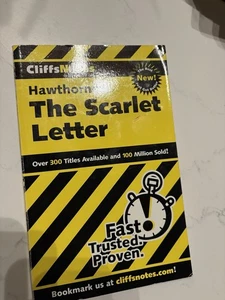 CliffsNotes
New!
Hawthorn
The Scarlet
Letter
Over 300 Titles Available and 100 Million Sold!
Fast.
Trusted.
Proven.
Bookmark us at cliffsnotes.com!